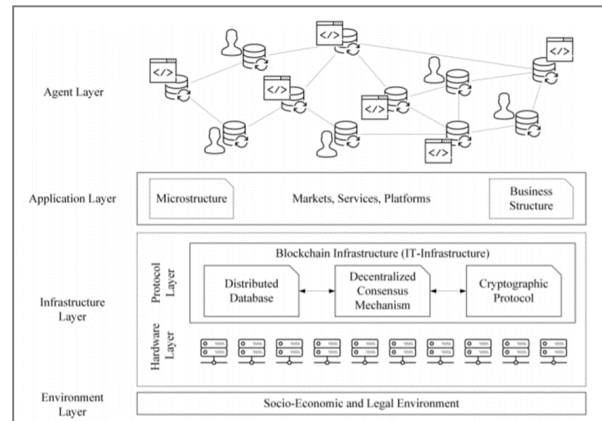 Agent Layer
</>
</>
</>
</>
</>
</>
Application Layer
Microstructure
Markets, Services, Platforms
Business
Structure
Infrastructure
Layer
Protocol
Layer
Blockchain Infrastructure (IT-Infrastructure)
Distributed
Database
Decentralized
Consensus
Mechanism
Cryptographic
Protocol
Hardware
Layer
Environment
Layer
Socio-Economic and Legal Environment